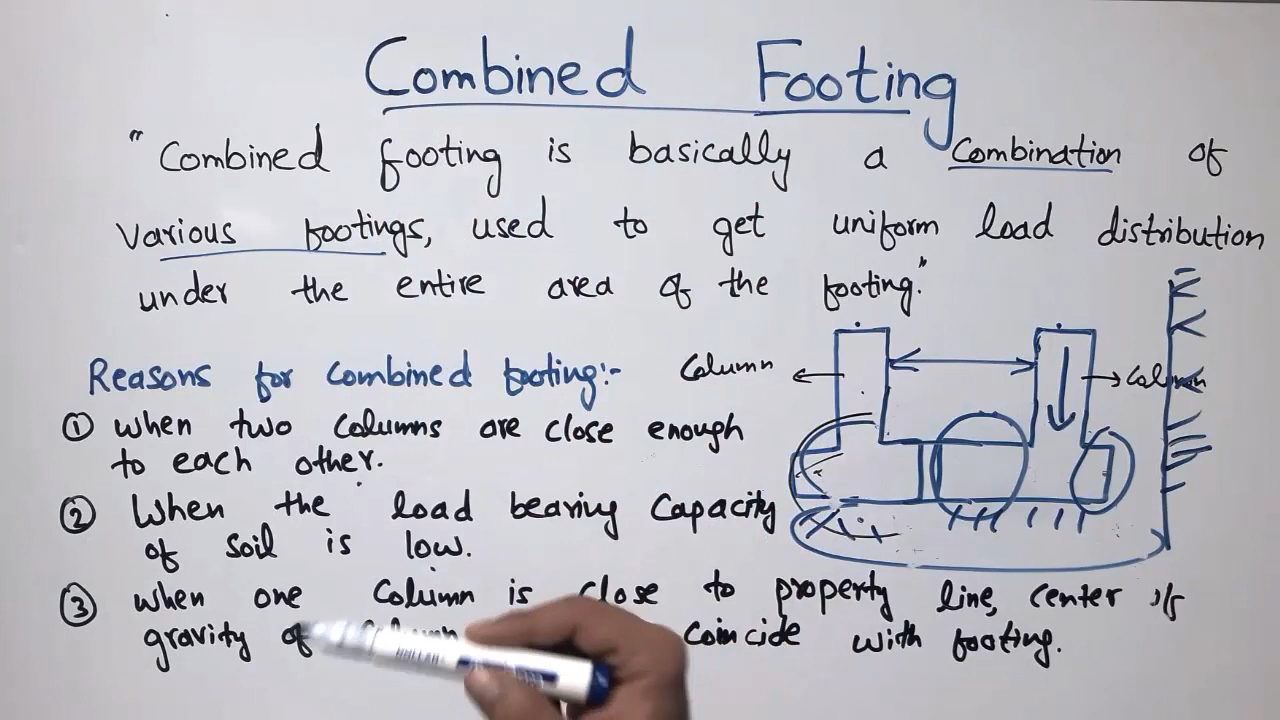 Combined Footing
"Combined footing is basically a Combination of
various footings, used to get uniform load distribution
under the entire area of the footing."
Reasons for Combined footing:-
Column
Column
① when two Columns are close enough
to each other.
② When the load bearing Capacity
of soil is low.
③ when one Column is close to property line, center of
gravity of Column coincide with footing.